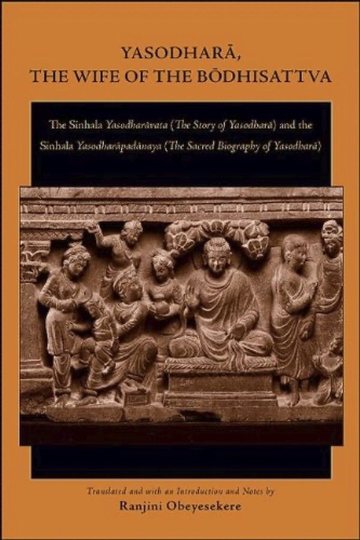 YASODHARĀ,
THE WIFE OF THE BŌDHISATTVA
The Sinhala Yasodharāvata (The Story of Yasodharā) and the
Sinhala Yasodharāpadānaya (The Sacred Biography of Yasodharā)
Translated and with an Introduction and Notes by
Ranjini Obeyesekere